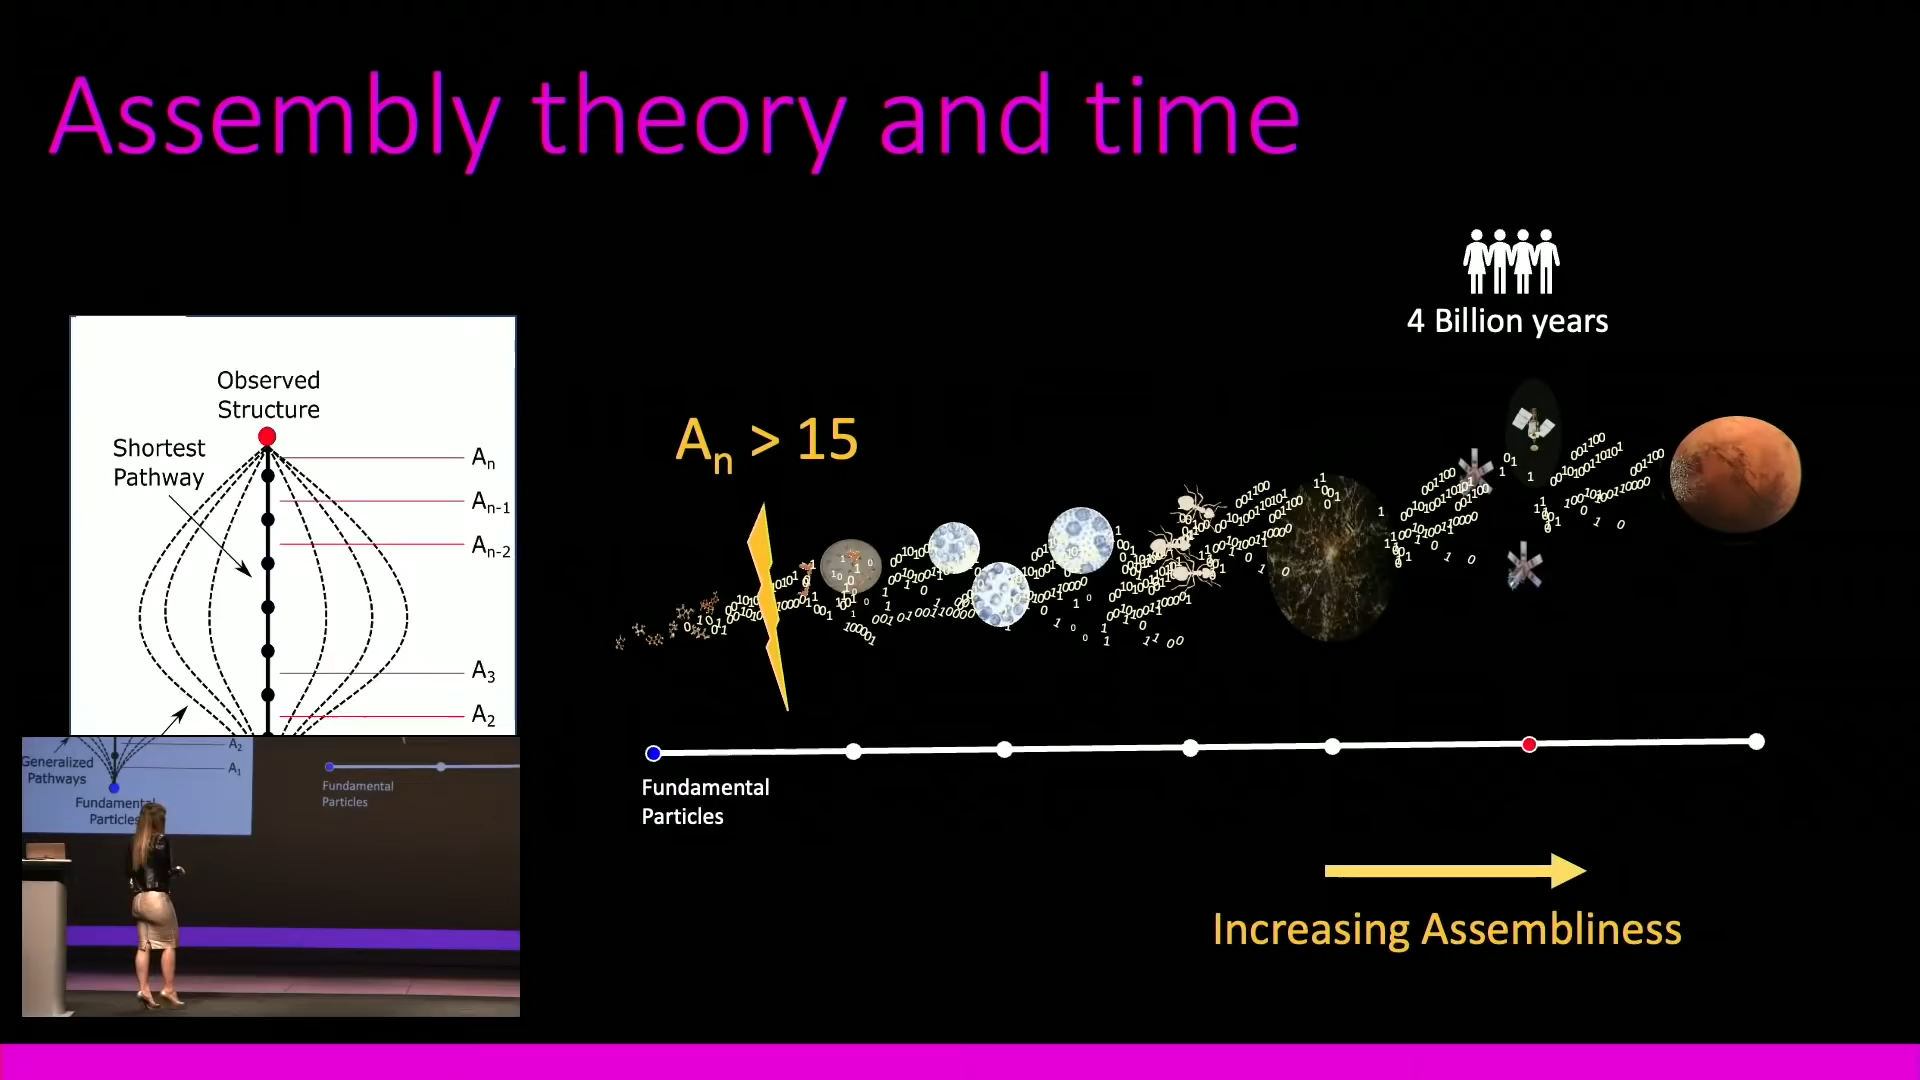 Assembly theory and time
4 Billion years
Observed
Structure
Shortest
Pathway
An
An-1
An-2
A3
A2
An > 15
Fundamental
Particles
Increasing Assembliness
A2
Generalized
Pathways
A1
Fundamental
Particles
Fundamental
Particles